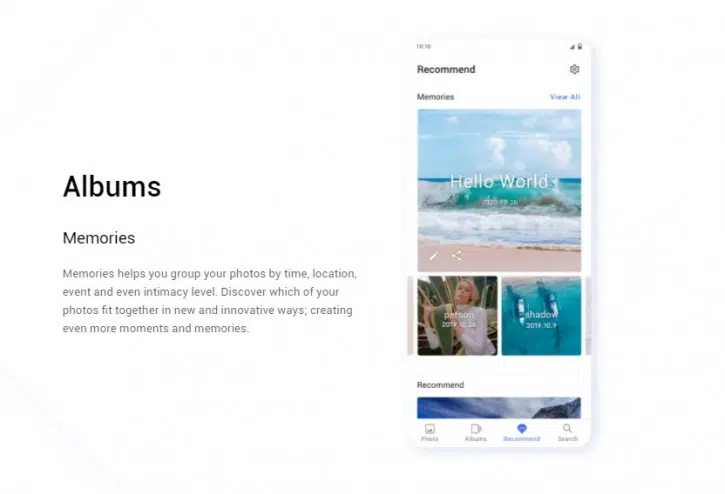 Albums
Memories
Memories helps you group your photos by time, location,
event and even intimacy level. Discover which of your
photos fit together in new and innovative ways; creating
even more moments and memories.
10:10
Recommend
Memories View All
Hello World
2019.10.26
person
2019.10.26
shadow
2019.10.9
Recommend
Photo Albums Recommend Search